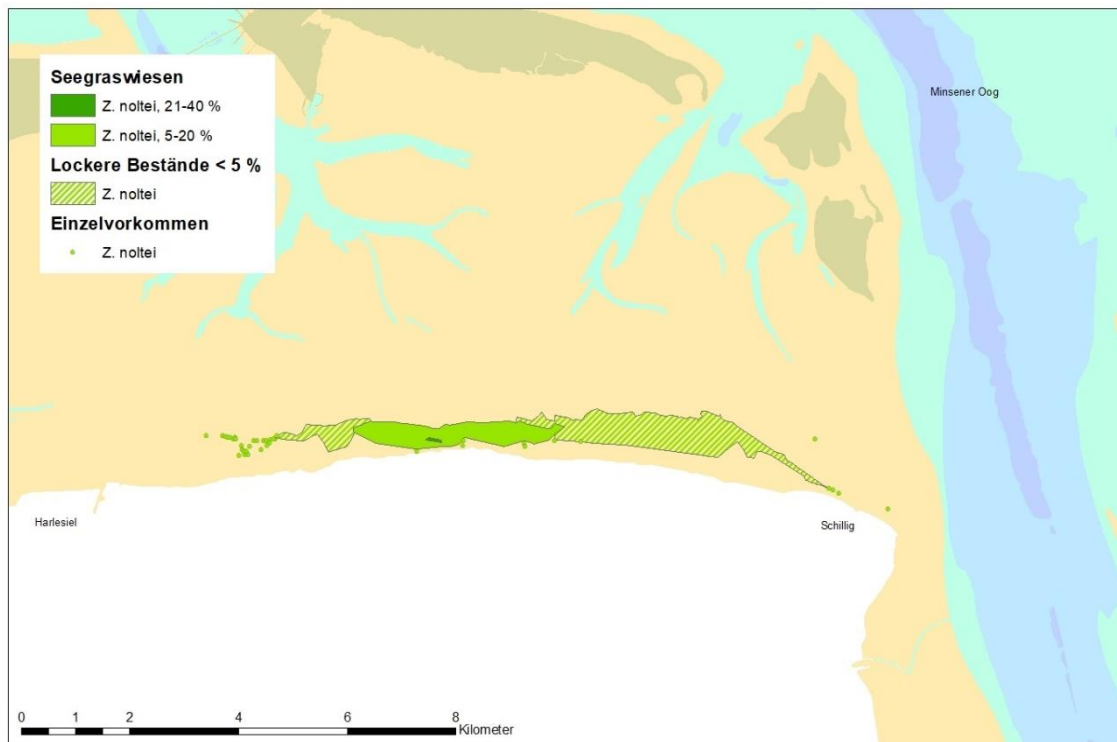 Seegraswiesen
Z. noltei, 21-40 %
Z. noltei, 5-20 %
Lockere Bestände < 5 %
Z. noltei
Einzelvorkommen
Z. noltei
Minsener Oog
Harlesiel
Schillig
0 1 2 4 6 8
Kilometer